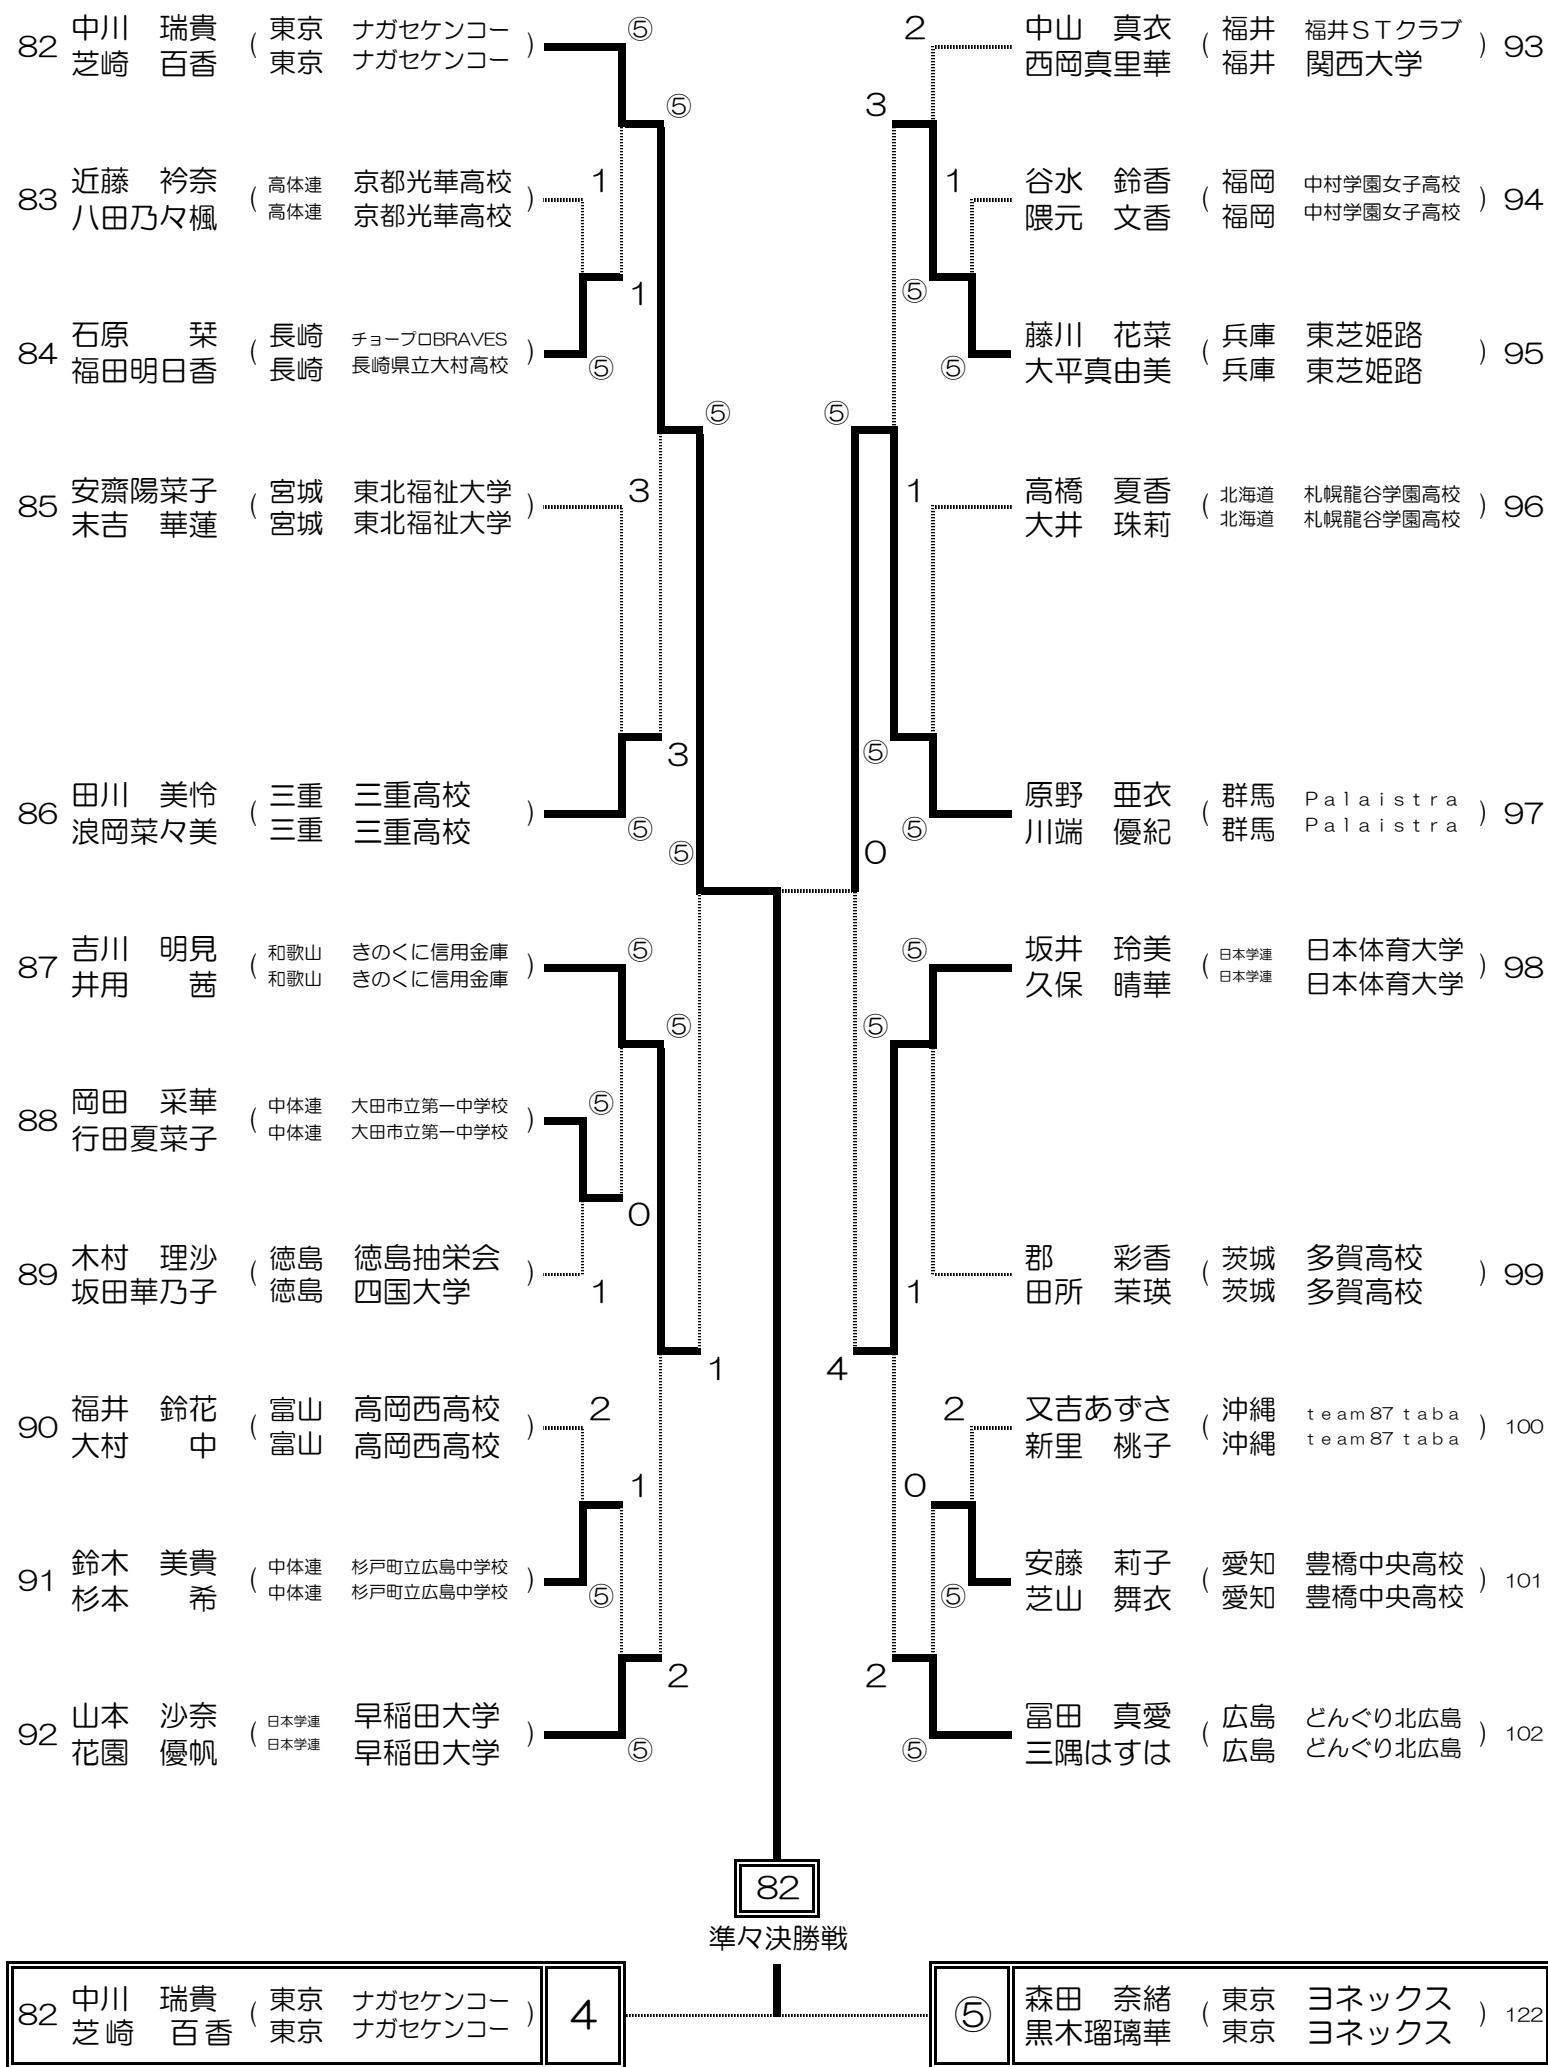 82 中川 瑞貴 ( 東京 ナガセケンコー )
芝崎 百香 東京 ナガセケンコー
⑤
⑤
83 近藤 衿奈 ( 高体連 京都光華高校 )
八田乃々楓 高体連 京都光華高校
1
1
84 石原 栞 ( 長崎 チョープロBRAVES )
福田明日香 長崎 長崎県立大村高校
⑤
⑤
85 安齋陽菜子 ( 宮城 東北福祉大学 )
末吉 華蓮 宮城 東北福祉大学
3
3
86 田川 美怜 ( 三重 三重高校 )
浪岡菜々美 三重 三重高校
⑤
⑤
87 吉川 明見 ( 和歌山 きのくに信用金庫 )
井用 茜 和歌山 きのくに信用金庫
⑤
⑤
88 岡田 采華 ( 中体連 大田市立第一中学校 )
行田夏菜子 中体連 大田市立第一中学校
⑤
0
89 木村 理沙 ( 徳島 徳島抽栄会 )
坂田華乃子 徳島 四国大学
1
1
90 福井 鈴花 ( 富山 高岡西高校 )
大村 中 富山 高岡西高校
2
1
91 鈴木 美貴 ( 中体連 杉戸町立広島中学校 )
杉本 希 中体連 杉戸町立広島中学校
⑤
2
92 山本 沙奈 ( 日本学連 早稲田大学 )
花園 優帆 日本学連 早稲田大学
⑤
2
中山 真衣 ( 福井 福井STクラブ ) 93
西岡真里華 福井 関西大学
3
1
谷水 鈴香 ( 福岡 中村学園女子高校 ) 94
隈元 文香 福岡 中村学園女子高校
⑤
藤川 花菜 ( 兵庫 東芝姫路 ) 95
大平真由美 兵庫 東芝姫路
⑤
⑤
1
高橋 夏香 ( 北海道 札幌龍谷学園高校 ) 96
大井 珠莉 北海道 札幌龍谷学園高校
⑤
原野 亜衣 ( 群馬 Palaistra ) 97
川端 優紀 群馬 Palaistra
⑤
0
⑤
坂井 玲美 ( 日本学連 日本体育大学 ) 98
久保 晴華 日本学連 日本体育大学
⑤
郡 彩香 ( 茨城 多賀高校 ) 99
田所 茉瑛 茨城 多賀高校
1
4
2
又吉あずさ ( 沖縄 team87 taba ) 100
新里 桃子 沖縄 team87 taba
0
安藤 莉子 ( 愛知 豊橋中央高校 ) 101
芝山 舞衣 愛知 豊橋中央高校
⑤
2
冨田 真愛 ( 広島 どんぐり北広島 ) 102
三隅はすは 広島 どんぐり北広島
⑤
82
準々決勝戦
82 中川 瑞貴 ( 東京 ナガセケンコー ) 4
芝崎 百香 東京 ナガセケンコー
⑤ 森田 奈緒 ( 東京 ヨネックス ) 122
黒木瑠璃華 東京 ヨネックス